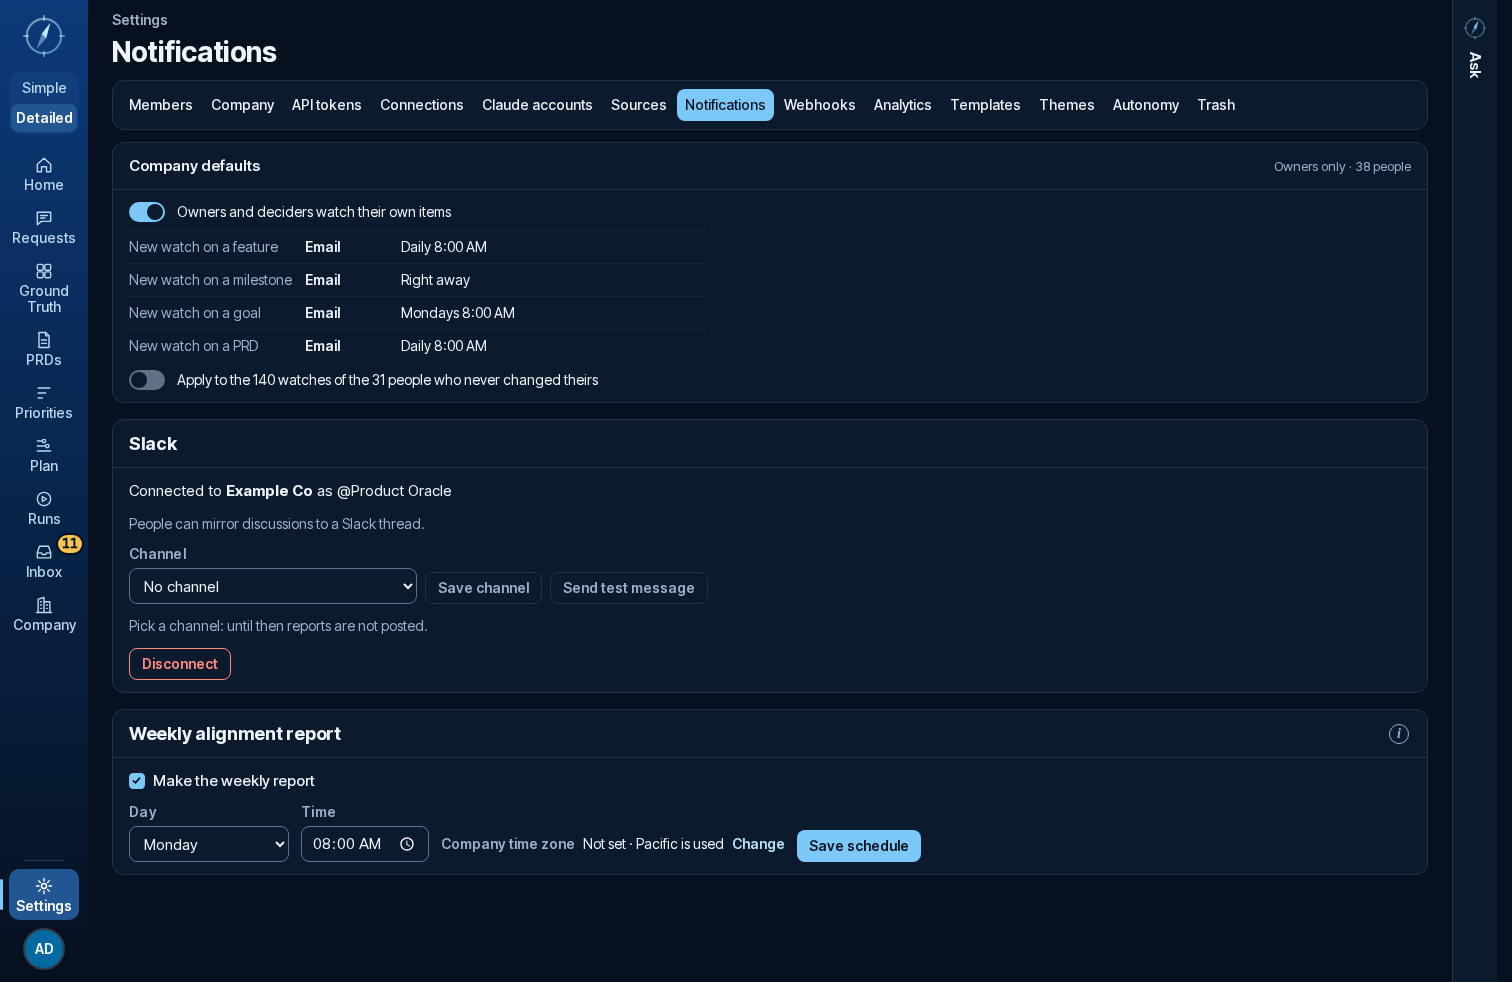 Settings
Notifications
Simple
Detailed
Home
Requests
Ground
Truth
PRDs
Priorities
Plan
Runs
11
Inbox
Company
Settings
AD
Members Company API tokens Connections Claude accounts Sources Notifications Webhooks Analytics Templates Themes Autonomy Trash
Company defaults Owners only · 38 people
Owners and deciders watch their own items
New watch on a feature Email Daily 8:00 AM
New watch on a milestone Email Right away
New watch on a goal Email Mondays 8:00 AM
New watch on a PRD Email Daily 8:00 AM
Apply to the 140 watches of the 31 people who never changed theirs
Slack
Connected to Example Co as @Product Oracle
People can mirror discussions to a Slack thread.
Channel
No channel Save channel Send test message
Pick a channel: until then reports are not posted.
Disconnect
Weekly alignment report i
Make the weekly report
Day Time
Monday 08:00 AM Company time zone Not set · Pacific is used Change Save schedule
Ask